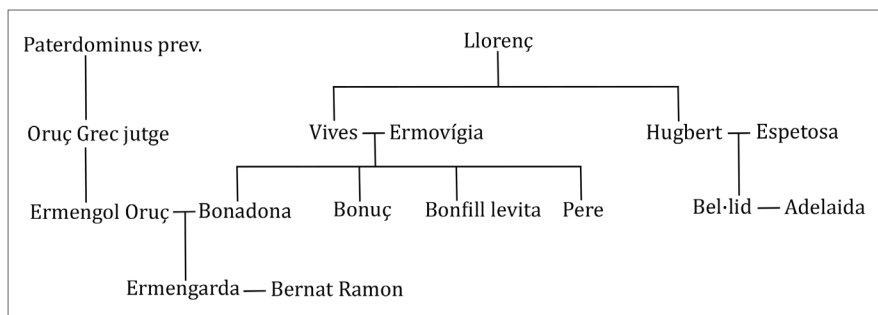 Paterdominus prev. Llorenç
Oruç Grec jutge Vives Ermovígia Hugbert Espetosa
Ermengol Oruç Bonadona Bonuç Bonfill levita Pere Bel·lid Adelaida
Ermengarda Bernat Ramon